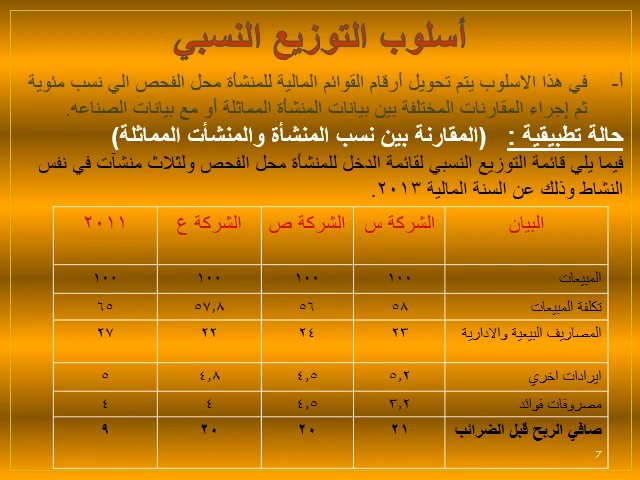 أسلوب التوزيع النسبي
أ- في هذا الاسلوب يتم تحويل أرقام القوائم المالية للمنشأة محل الفحص الي نسب مئوية
ثم إجراء المقارنات المختلفة بين بيانات المنشأة المماثلة أو مع بيانات الصناعه.
حالة تطبيقية : (المقارنة بين نسب المنشأة والمنشأت المماثلة)
فيما يلي قائمة التوزيع النسبي لقائمة الدخل للمنشأة محل الفحص ولثلاث منشآت في نفس
النشاط وذلك عن السنة المالية ٢٠١٣.
البيان الشركة س الشركة ص الشركة ع ٢٠١١
المبيعات ١٠٠ ١٠٠ ١٠٠ ١٠٠
تكلفة المبيعات ٥٨ ٥٦ ٥٧,٨ ٦٥
المصاريف البيعية والادارية ٢٣ ٢٤ ٢٢ ٢٧
ايرادات اخري ٥,٢ ٤,٥ ٤,٨ ٥
مصروفات فوائد ٣,٢ ٤,٥ ٤ ٤
صافي الربح قبل الضرائب ٢١ ٢٠ ٢٠ ٩
7